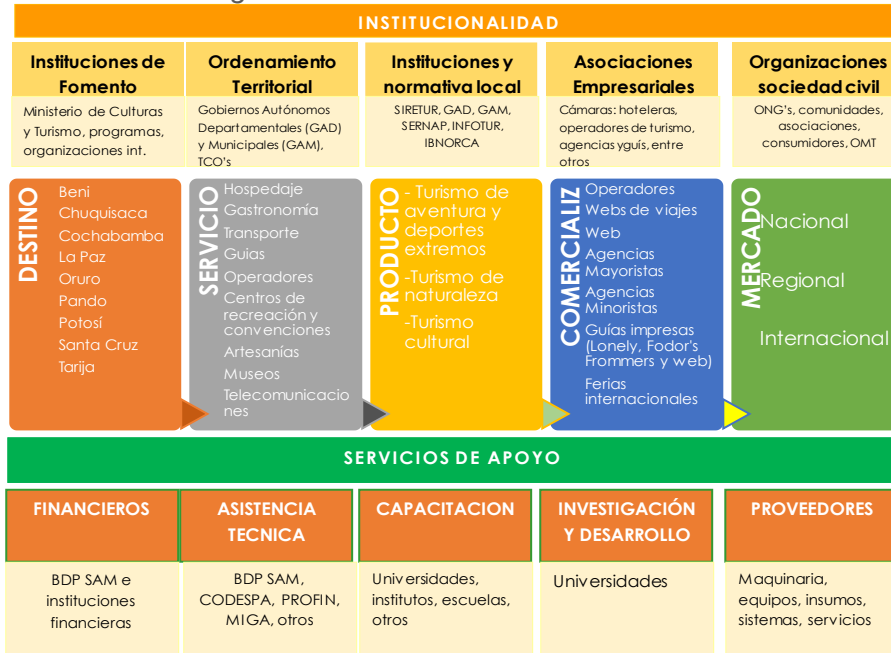 INSTITUCIONALIDAD
Instituciones de
Fomento
Ministerio de Culturas
y Turismo, programas,
organizaciones int.
Ordenamiento
Territorial
Gobiernos Autónomos
Departamentales (GAD)
y Municipales (GAM),
TCO's
Instituciones y
normativa local
SIRETUR, GAD, GAM,
SERNAP, INFOTUR,
IBNORCA
Asociaciones
Empresariales
Cámaras: hoteleras,
operadores de turismo,
agencias yguís, entre
otros
Organizaciones
sociedad civil
ONG's, comunidades,
asociaciones,
consumidores, OMT
DESTINO
Beni
Chuquisaca
Cochabamba
La Paz
Oruro
Pando
Potosí
Santa Cruz
Tarija
SERVICIO
Hospedaje
Gastronomía
Transporte
Guias
Operadores
Centros de
recreación y
convenciones
Artesanías
Museos
Telecomunicacio
nes
PRODUCTO
- Turismo de
aventura y
deportes
extremos
-Turismo de
naturaleza
-Turismo
cultural
COMERCIALIZ
Operadores
Webs de viajes
Web
Agencias
Mayoristas
Agencias
Minoristas
Guías impresas
(Lonely, Fodor's
Frommers y web)
Ferias
internacionales
MERCADO
Nacional
Regional
Internacional
SERVICIOS DE APOYO
FINANCIEROS
BDP SAM e
instituciones
financieras
ASISTENCIA
TECNICA
BDP SAM,
CODESPA, PROFIN,
MIGA, otros
CAPACITACION
Universidades,
institutos, escuelas,
otros
INVESTIGACIÓN
Y DESARROLLO
Universidades
PROVEEDORES
Maquinaria,
equipos, insumos,
sistemas, servicios